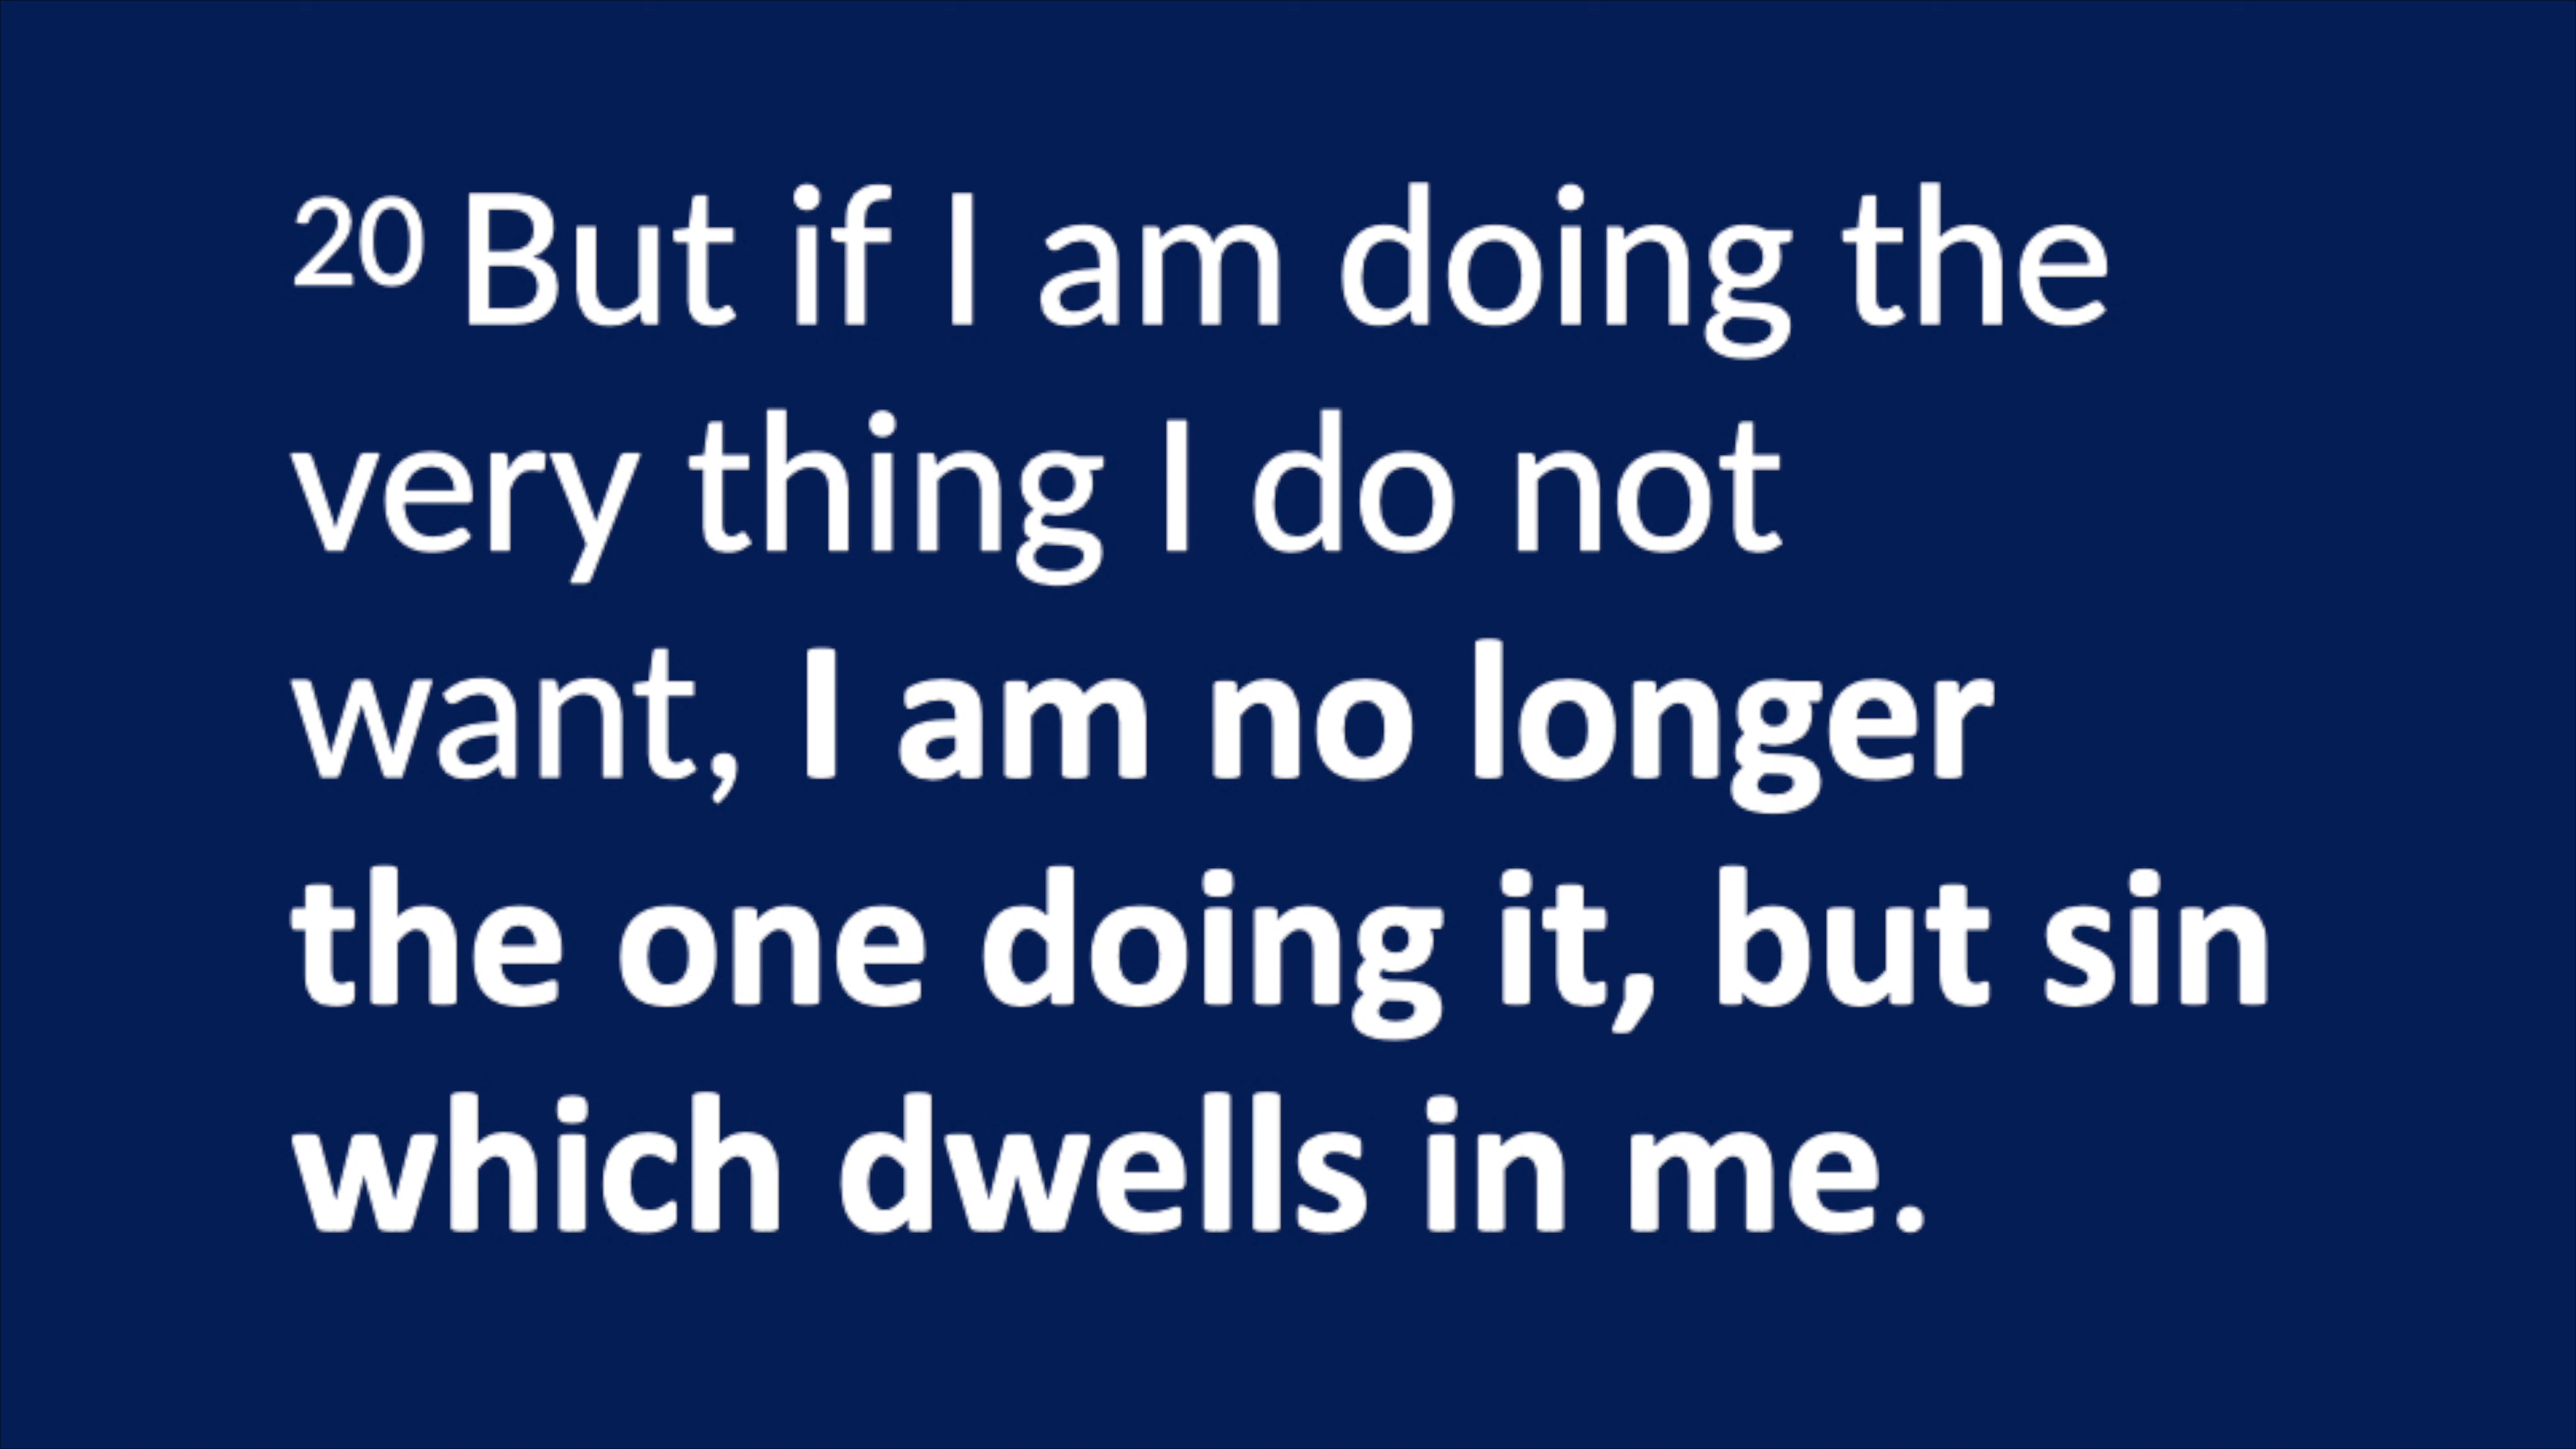 20 But if I am doing the
very thing I do not
want, I am no longer
the one doing it, but sin
which dwells in me.